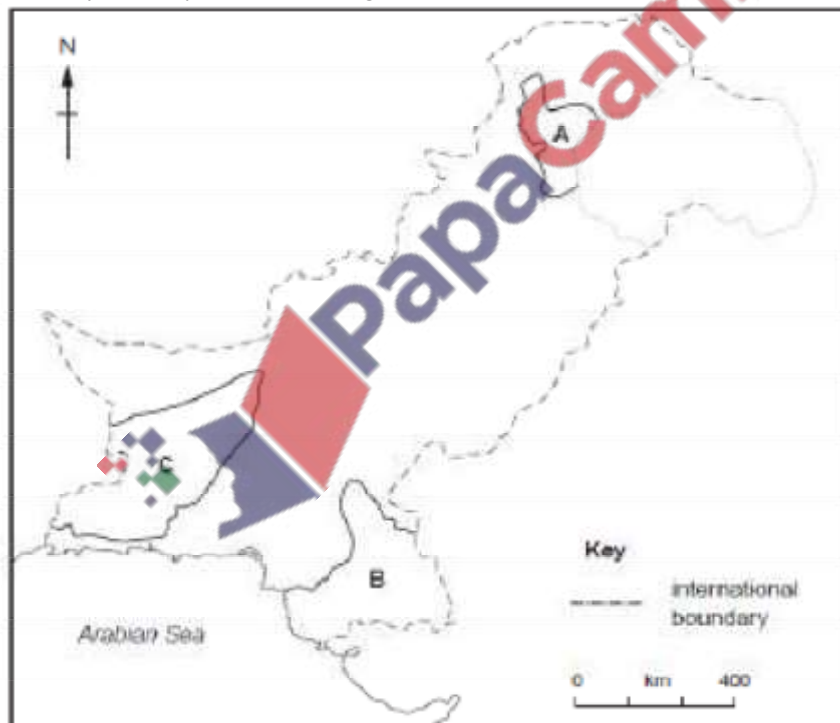 N
A
PapaCam
C
B
Key
international
boundary
Arabian Sea
0 km 400